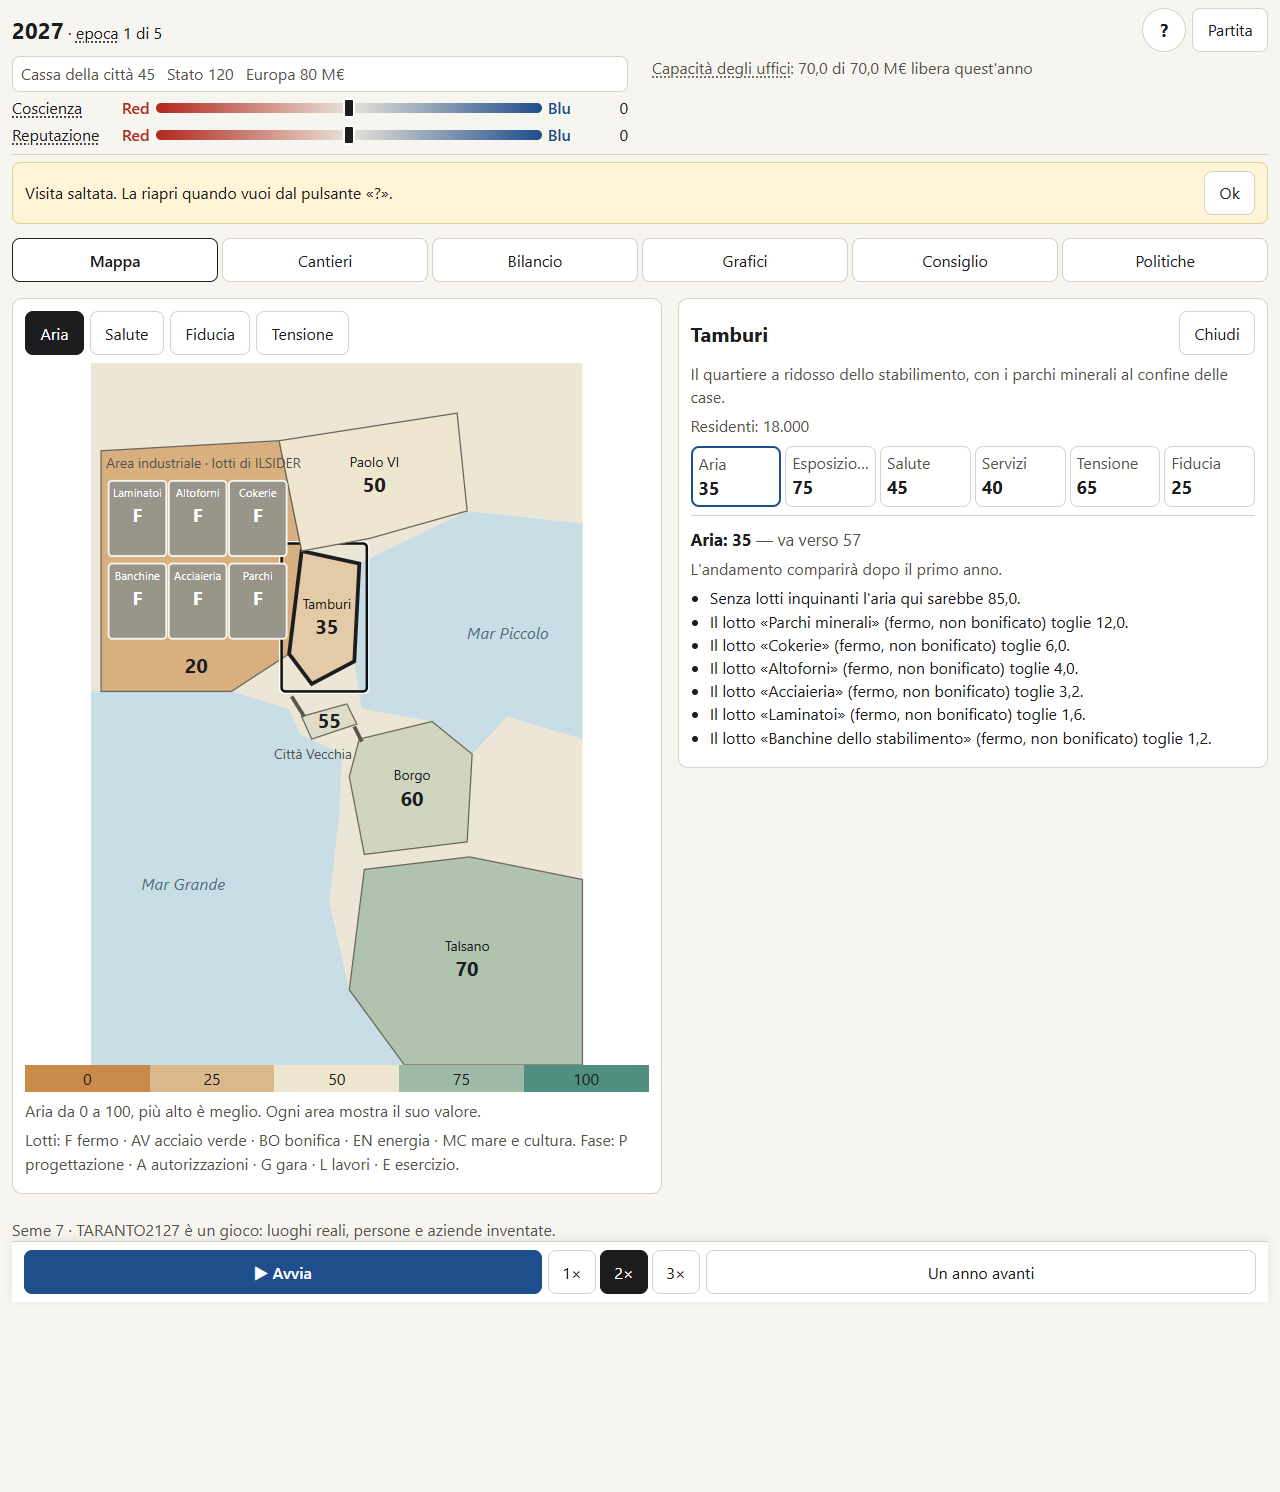 2027 · epoca 1 di 5
?
Partita
Cassa della città 45 Stato 120 Europa 80 M€
Capacità degli uffici: 70,0 di 70,0 M€ libera quest'anno
Coscienza Red Blu 0
Reputazione Red Blu 0
Visita saltata. La riapri quando vuoi dal pulsante «?».
Ok
Mappa
Cantieri
Bilancio
Grafici
Consiglio
Politiche
Aria
Salute
Fiducia
Tensione
Area industriale · lotti di ILSIDER
Laminatoi
F
Altoforni
F
Cokerie
F
Banchine
F
Acciaieria
F
Parchi
F
20
Paolo VI
50
Tamburi
35
Mar Piccolo
55
Città Vecchia
Borgo
60
Mar Grande
Talsano
70
0 25 50 75 100
Aria da 0 a 100, più alto è meglio. Ogni area mostra il suo valore.
Lotti: F fermo · AV acciaio verde · BO bonifica · EN energia · MC mare e cultura. Fase: P
progettazione · A autorizzazioni · G gara · L lavori · E esercizio.
Tamburi
Chiudi
Il quartiere a ridosso dello stabilimento, con i parchi minerali al confine delle
case.
Residenti: 18.000
Aria
35
Esposizio...
75
Salute
45
Servizi
40
Tensione
65
Fiducia
25
Aria: 35 — va verso 57
L'andamento comparirà dopo il primo anno.
• Senza lotti inquinanti l'aria qui sarebbe 85,0.
• Il lotto «Parchi minerali» (fermo, non bonificato) toglie 12,0.
• Il lotto «Cokerie» (fermo, non bonificato) toglie 6,0.
• Il lotto «Altoforni» (fermo, non bonificato) toglie 4,0.
• Il lotto «Acciaieria» (fermo, non bonificato) toglie 3,2.
• Il lotto «Laminatoi» (fermo, non bonificato) toglie 1,6.
• Il lotto «Banchine dello stabilimento» (fermo, non bonificato) toglie 1,2.
Seme 7 · TARANTO2127 è un gioco: luoghi reali, persone e aziende inventate.
▶ Avvia
1×
2×
3×
Un anno avanti